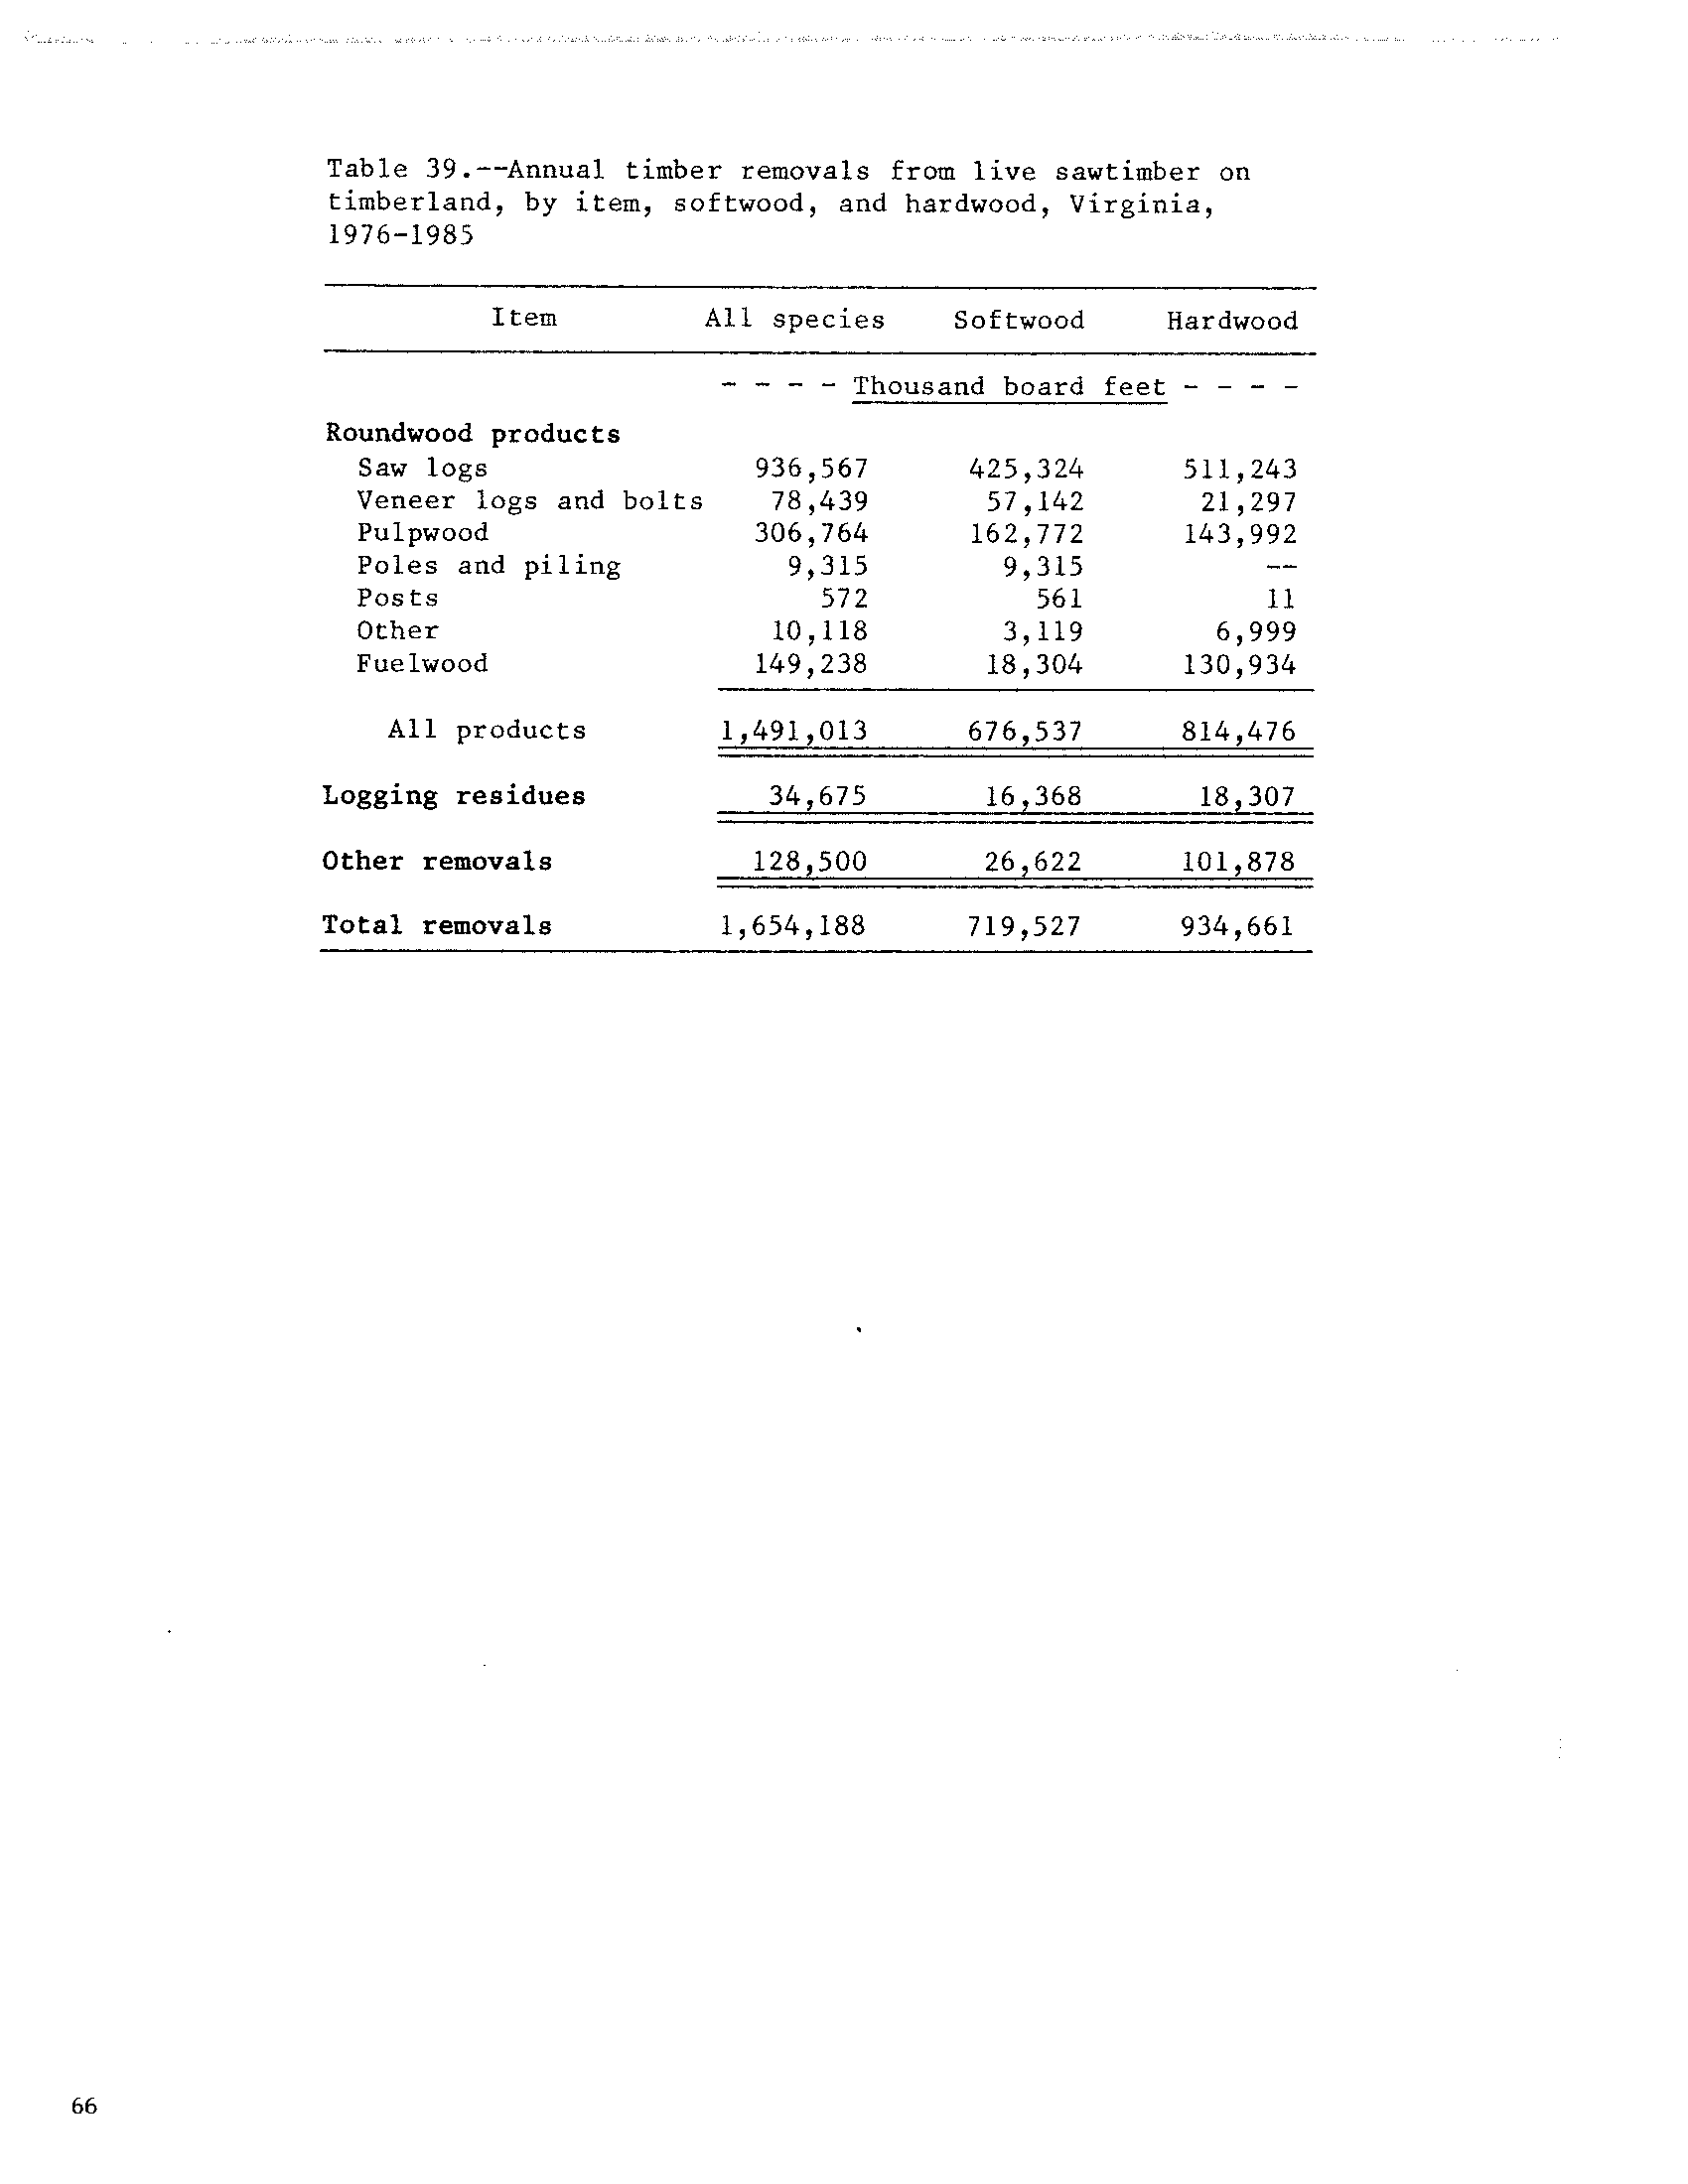 Table 39.--Annual timber removals from live sawtimber on
timberland, by item, softwood, and hardwood, Virginia,
1976-1985
Item All species Softwood Hardwood
- - - - Thousand board feet - - - -
Roundwood products
Saw logs 936,567 425,324 511,243
Veneer logs and bolts 78,439 57,142 21,297
Pulpwood 306,764 162,772 143,992
Poles and piling 9,315 9,315 --
Posts 572 561 11
Other 10,118 3,119 6,999
Fuelwood 149,238 18,304 130,934
All products 1,491,013 676,537 814,476
Logging residues 34,675 16,368 18,307
Other removals 128,500 26,622 101,878
Total removals 1,654,188 719,527 934,661
66